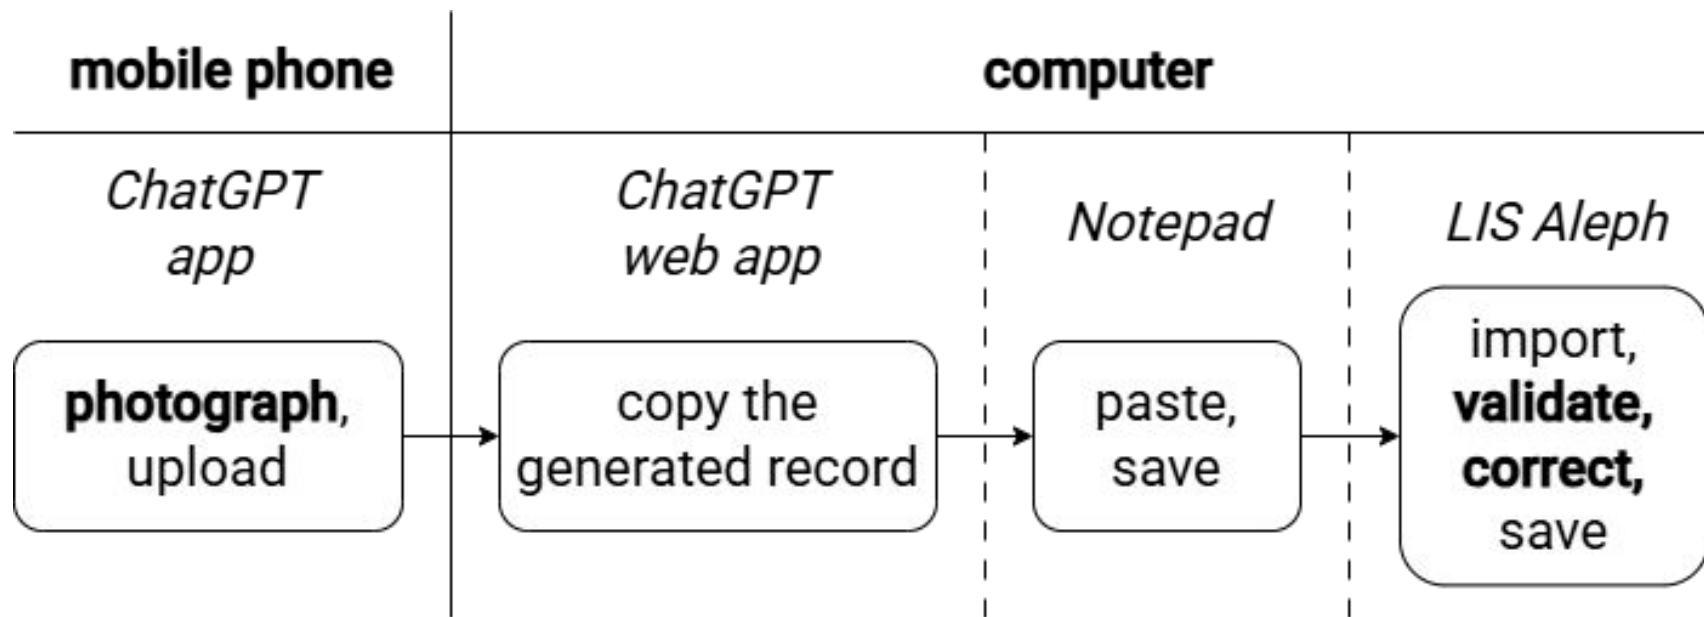 mobile phone
computer
ChatGPT
app
ChatGPT
web app
Notepad
LIS Aleph
photograph,
upload
copy the
generated record
paste,
save
import,
validate,
correct,
save